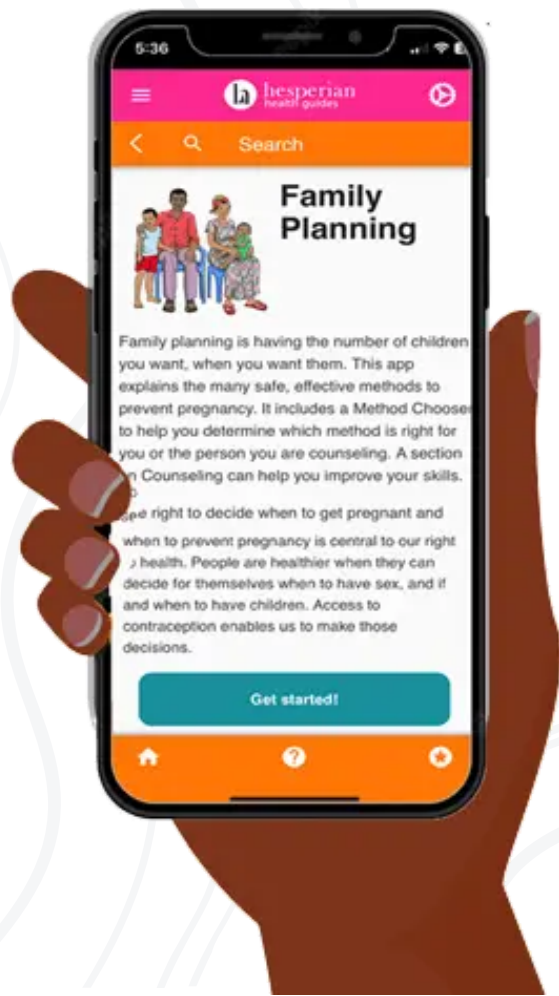 5:36
hesperian
health guides
Search
Family
Planning
Family planning is having the number of children
you want, when you want them. This app
explains the many safe, effective methods to
prevent pregnancy. It includes a Method Choose
to help you determine which method is right for
you or the person you are counseling. A section
n Counseling can help you improve your skills.
e right to decide when to get pregnant and
when to prevent pregnancy is central to our right
health. People are healthier when they can
decide for themselves when to have sex, and if
and when to have children. Access to
contraception enables us to make those
decisions.
Get started!